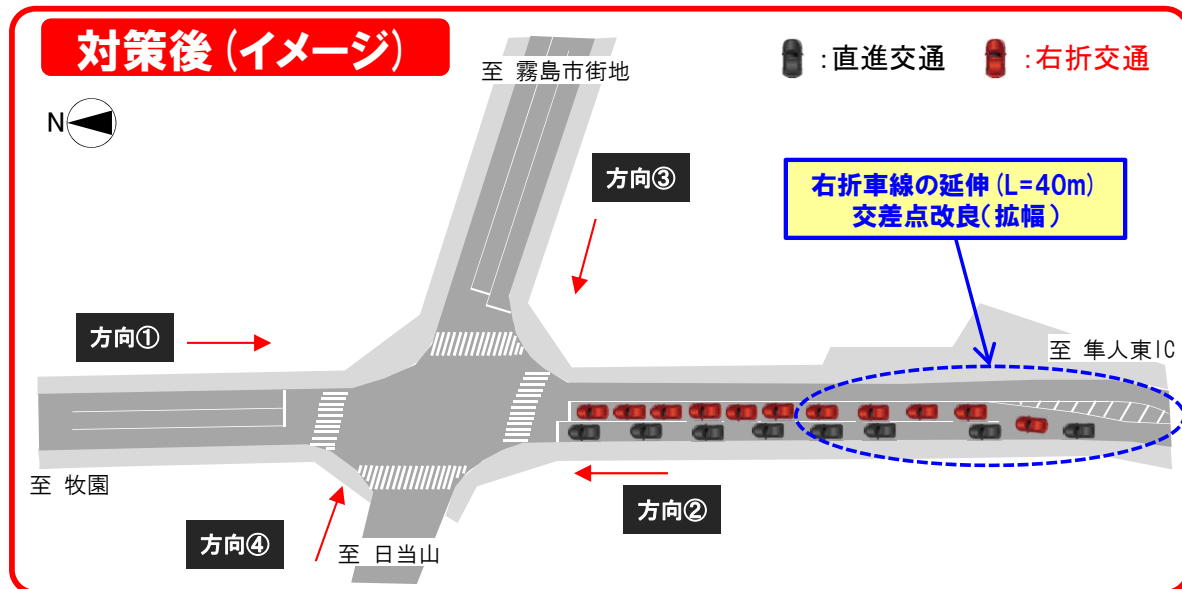 対策後(イメージ)
:直進交通
:右折交通
至 霧島市街地
N
方向③
右折車線の延伸(L=40m)
交差点改良(拡幅)
方向①
至 隼人東IC
至 牧園
方向②
方向④
至 日当山